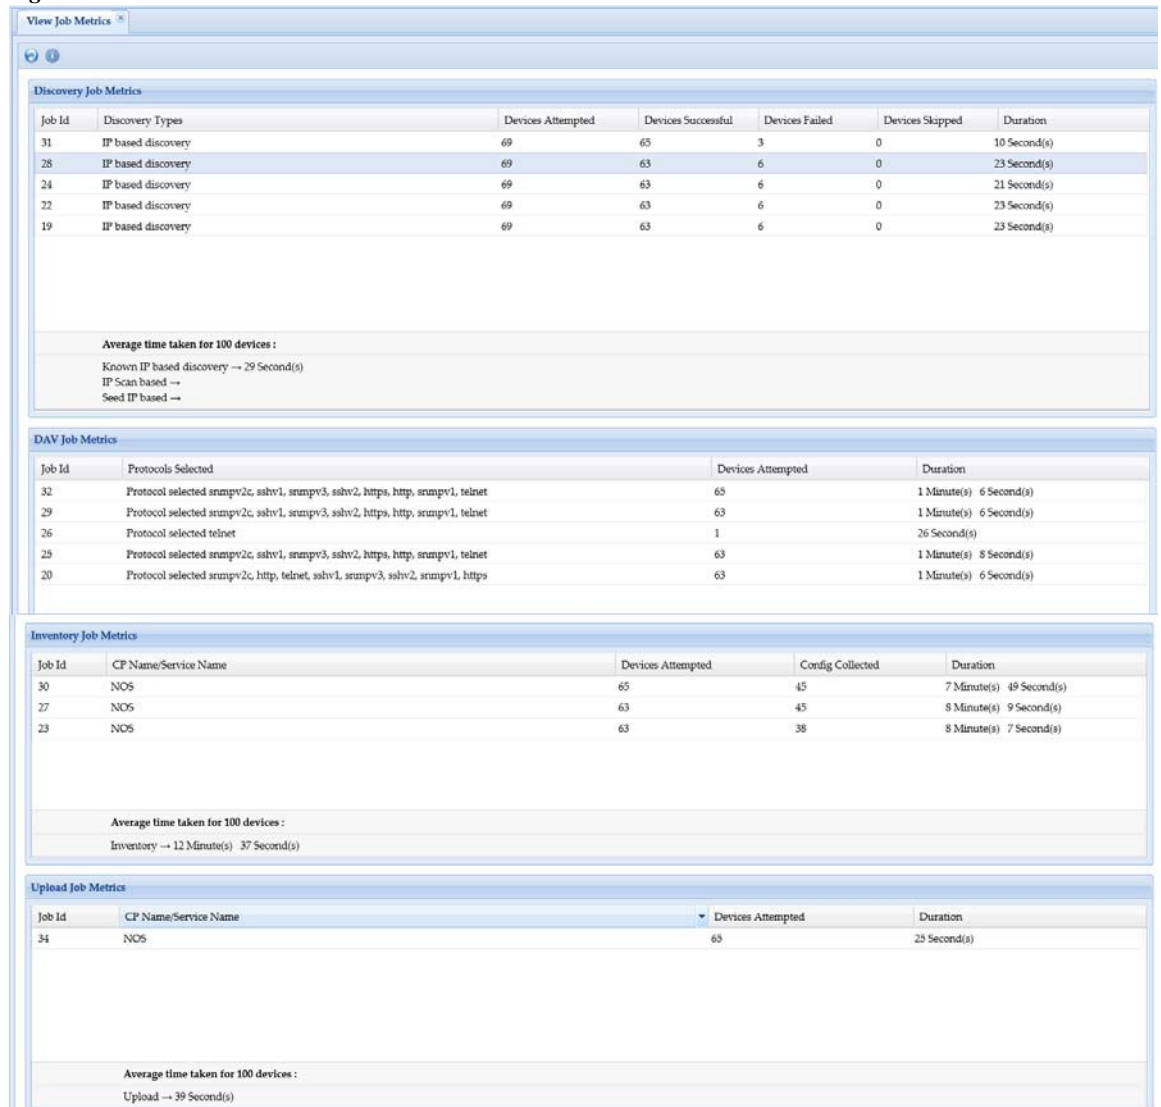 View Job Metrics
Discovery Job Metrics
Job Id Discovery Types Devices Attempted Devices Successful Devices Failed Devices Skipped Duration
31 IP based discovery 69 65 3 0 10 Second(s)
28 IP based discovery 69 63 6 0 23 Second(s)
24 IP based discovery 69 63 6 0 21 Second(s)
22 IP based discovery 69 63 6 0 23 Second(s)
19 IP based discovery 69 63 6 0 23 Second(s)
Average time taken for 100 devices :
Known IP based discovery → 29 Second(s)
IP Scan based →
Seed IP based →
DAV Job Metrics
Job Id Protocols Selected Devices Attempted Duration
32 Protocol selected snmpv2c, sshv1, snmpv3, sshv2, https, http, snmpv1, telnet 65 1 Minute(s) 6 Second(s)
29 Protocol selected snmpv2c, sshv1, snmpv3, sshv2, https, http, snmpv1, telnet 63 1 Minute(s) 6 Second(s)
26 Protocol selected telnet 1 26 Second(s)
25 Protocol selected snmpv2c, sshv1, snmpv3, sshv2, https, http, snmpv1, telnet 63 1 Minute(s) 8 Second(s)
20 Protocol selected snmpv2c, http, telnet, sshv1, snmpv3, sshv2, snmpv1, https 63 1 Minute(s) 6 Second(s)
Inventory Job Metrics
Job Id CP Name/Service Name Devices Attempted Config Collected Duration
30 NOS 65 45 7 Minute(s) 49 Second(s)
27 NOS 63 45 8 Minute(s) 9 Second(s)
23 NOS 63 38 8 Minute(s) 7 Second(s)
Average time taken for 100 devices :
Inventory → 12 Minute(s) 37 Second(s)
Upload Job Metrics
Job Id CP Name/Service Name Devices Attempted Duration
34 NOS 65 25 Second(s)
Average time taken for 100 devices :
Upload → 39 Second(s)